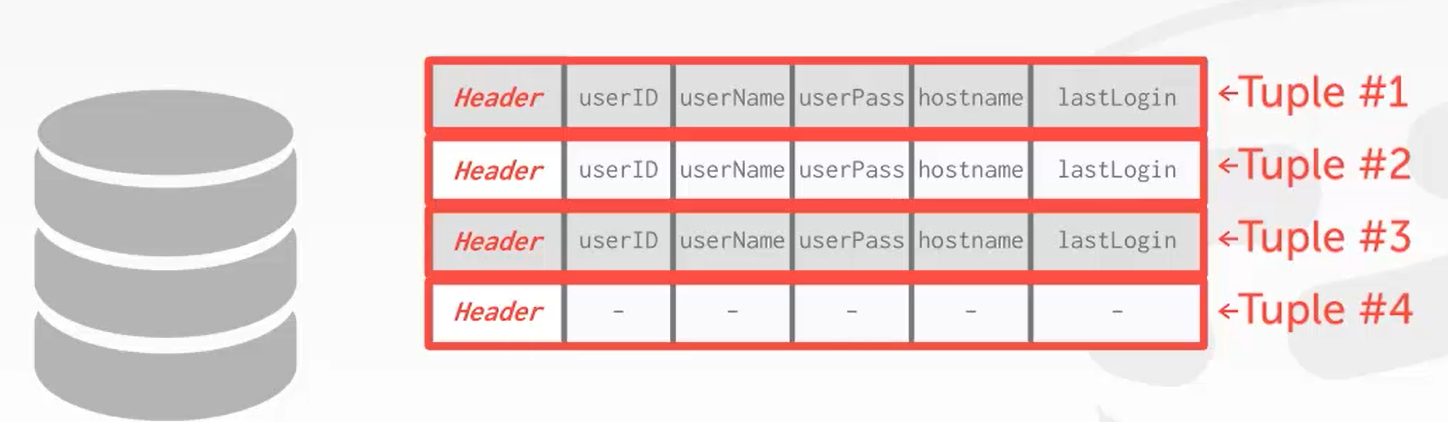 Header userID userName userPass hostname lastLogin ←Tuple #1
Header userID userName userPass hostname lastLogin ←Tuple #2
Header userID userName userPass hostname lastLogin ←Tuple #3
Header - - - - - ←Tuple #4